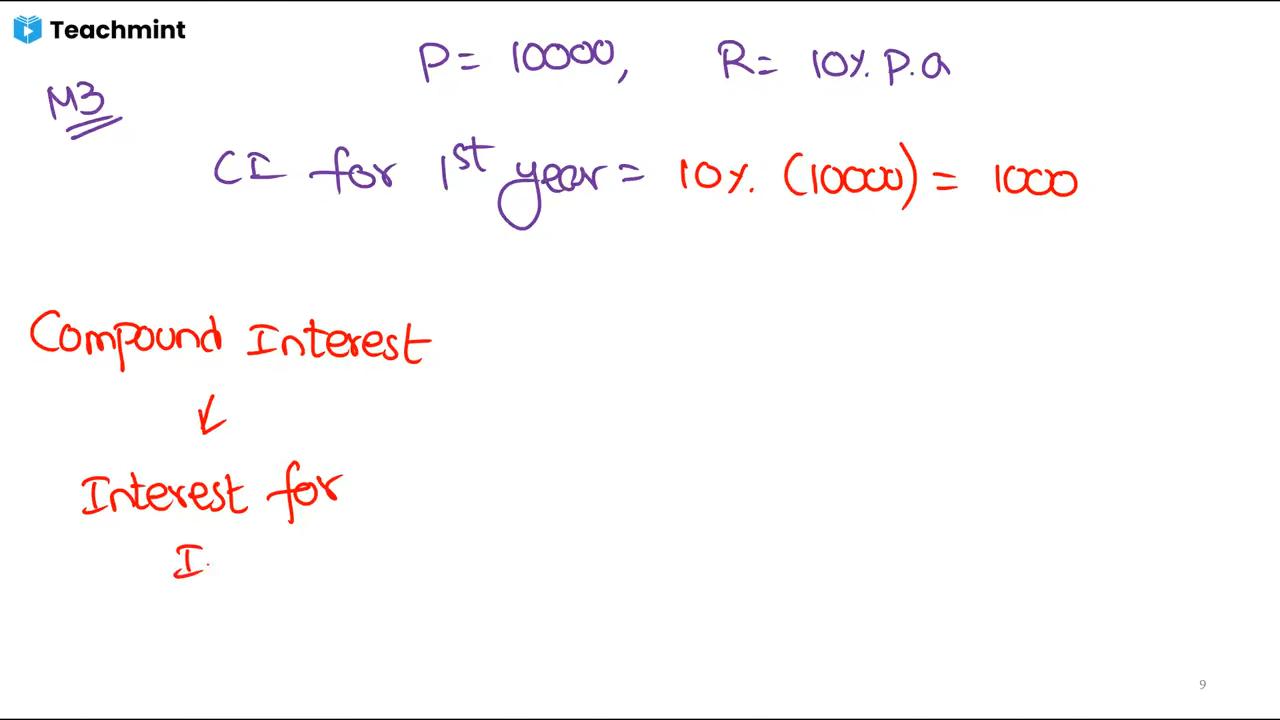 Teachmint
P = 10000, R = 10% P.a
M3
CI for 1st year = 10% (10000) = 1000
Compound Interest
Interest for
I
9